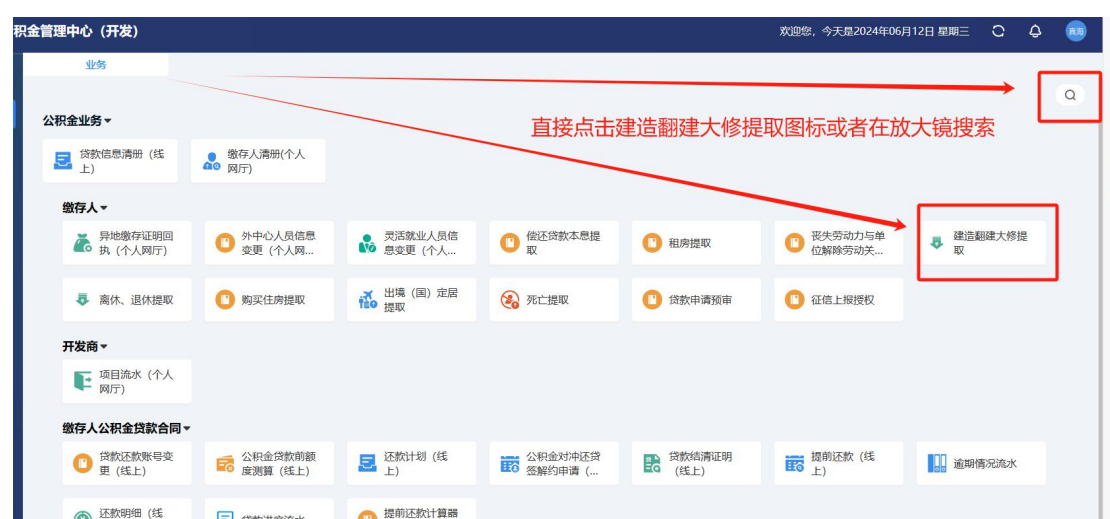 积金管理中心（开发）
欢迎您，今天是2024年06月12日 星期三
业务
直接点击建造翻建大修提取图标或者在放大镜搜索
公积金业务
贷款信息清册（线
上）
缴存人清册(个人
网厅)
缴存人
异地缴存证明回
执（个人网厅）
外中心人员信息
变更（个人网...
灵活就业人员信
息变更（个人...
偿还贷款本息提
取
租房提取
丧失劳动力与单
位解除劳动关...
建造翻建大修提
取
离休、退休提取
购买住房提取
出境（国）定居
提取
死亡提取
贷款申请预审
征信上报授权
开发商
项目流水（个人
网厅）
缴存人公积金贷款合同
贷款还款账号变
更（线上）
公积金贷款前额
度测算（线上）
还款计划（线
上）
公积金对冲还贷
签解约申请（...
贷款结清证明
（线上）
提前还款（线
上）
逾期情况流水
还款明细（线
提前还款计算器